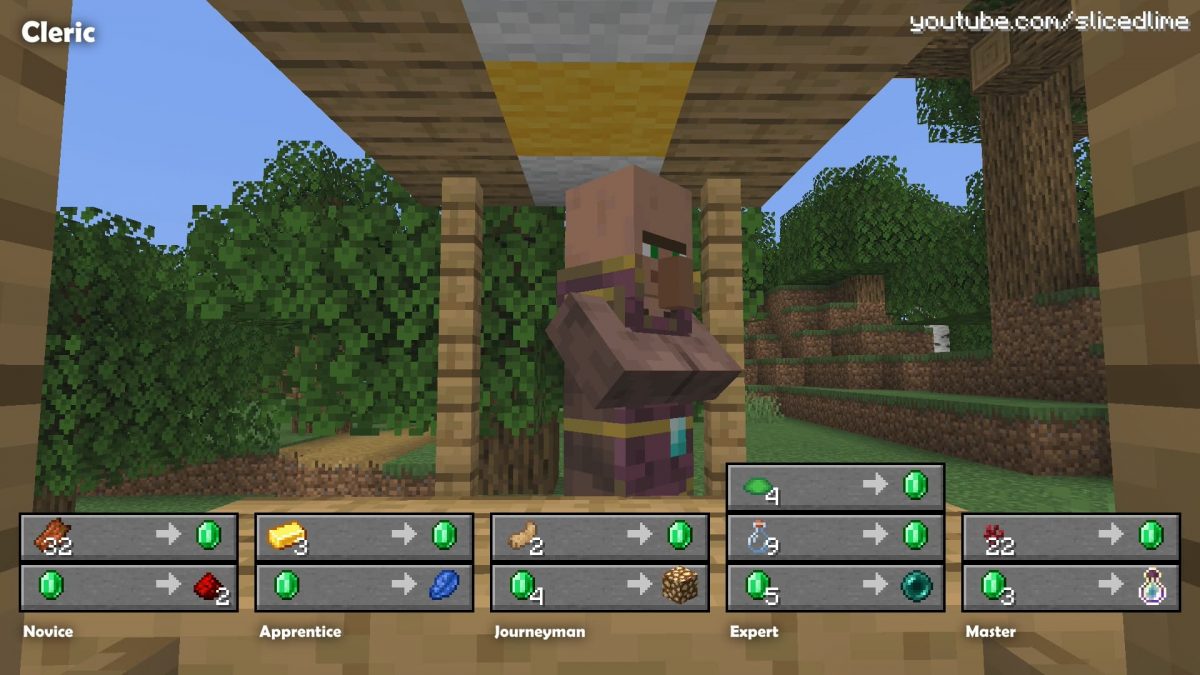 Cleric
youtube.com/slicedlime
4
32
3
2
9
22
2
4
5
3
Novice
Apprentice
Journeyman
Expert
Master